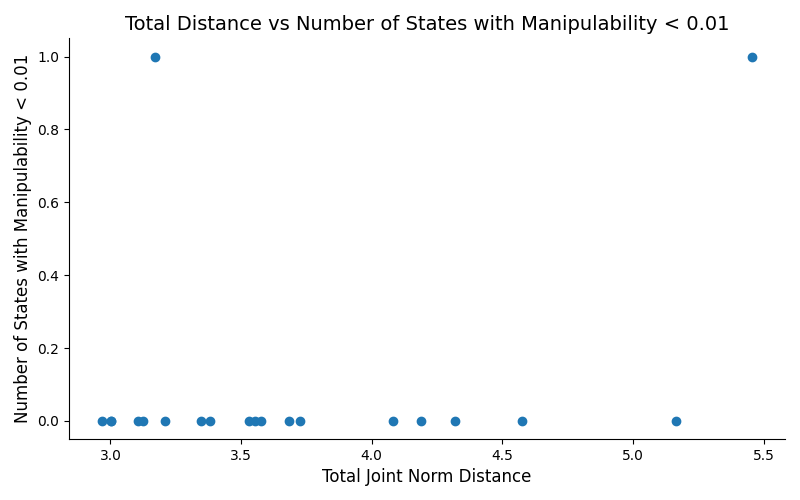 Total Distance vs Number of States with Manipulability < 0.01
Number of States with Manipulability < 0.01
1.0
0.8
0.6
0.4
0.2
0.0
3.0 3.5 4.0 4.5 5.0 5.5
Total Joint Norm Distance